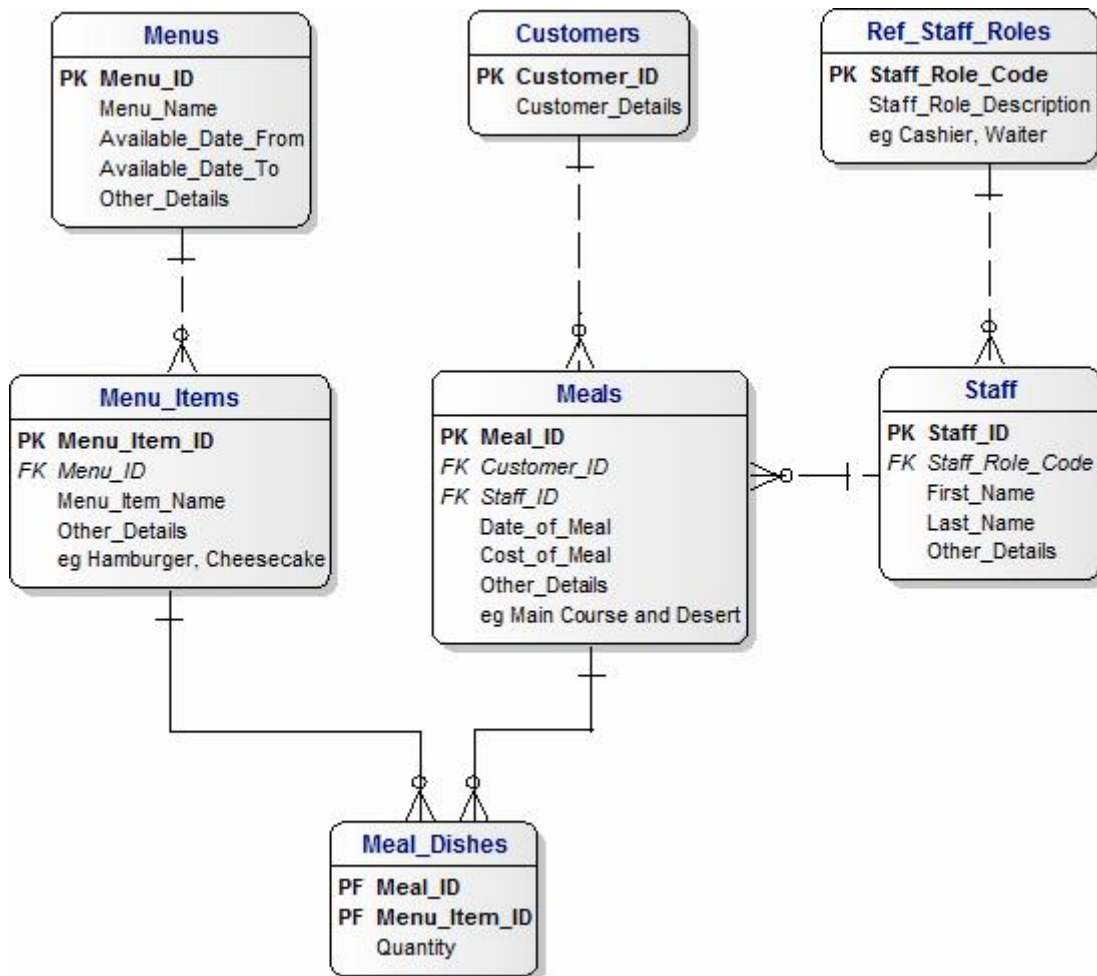 Menus
PK Menu_ID
Menu_Name
Available_Date_From
Available_Date_To
Other_Details
Customers
PK Customer_ID
Customer_Details
Ref_Staff_Roles
PK Staff_Role_Code
Staff_Role_Description
eg Cashier, Waiter
Menu_Items
PK Menu_Item_ID
FK Menu_ID
Menu_Item_Name
Other_Details
eg Hamburger, Cheesecake
Meals
PK Meal_ID
FK Customer_ID
FK Staff_ID
Date_of_Meal
Cost_of_Meal
Other_Details
eg Main Course and Desert
Staff
PK Staff_ID
FK Staff_Role_Code
First_Name
Last_Name
Other_Details
Meal_Dishes
PF Meal_ID
PF Menu_Item_ID
Quantity